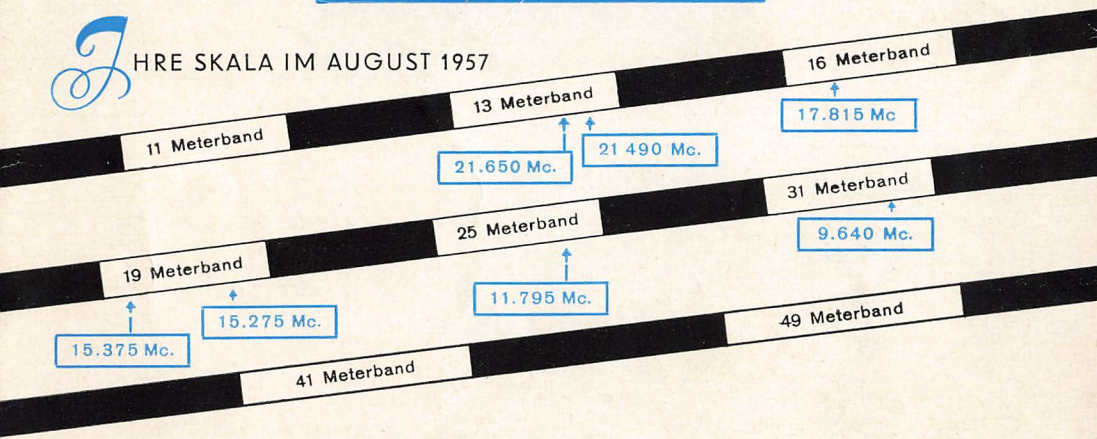 IHRE SKALA IM AUGUST 1957
11 Meterband
13 Meterband
16 Meterband
21.650 Mc.
21 490 Mc.
17.815 Mc
19 Meterband
25 Meterband
31 Meterband
15.375 Mc.
15.275 Mc.
11.795 Mc.
9.640 Mc.
41 Meterband
49 Meterband